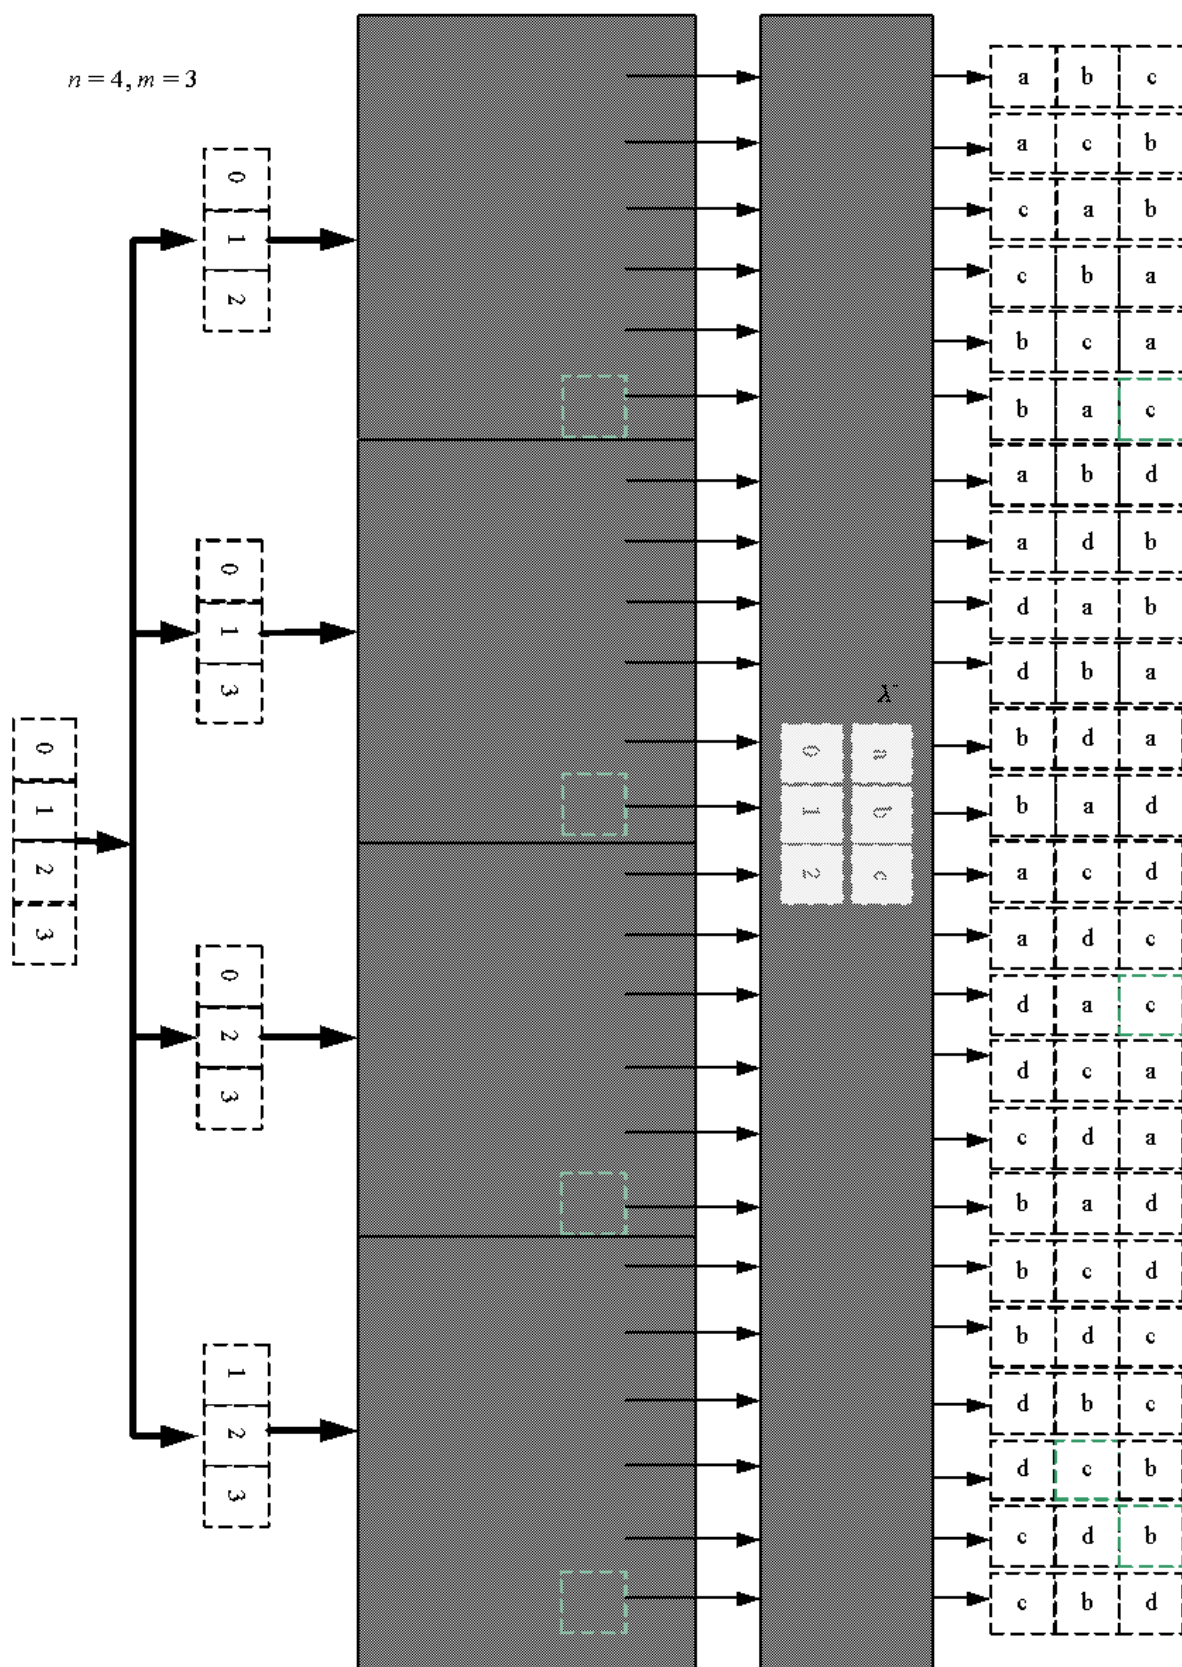 n = 4, m = 3
0 1 2
0 1 3
0 1 2 3
0 2 3
1 2 3
λ
0 1 2
a b c
a b c
a c b
c a b
c b a
b c a
b a c
a b d
a d b
d a b
d b a
b d a
b a d
a c d
a d c
d a c
d c a
c d a
b a d
b c d
b d c
d b c
d c b
c d b
c b d